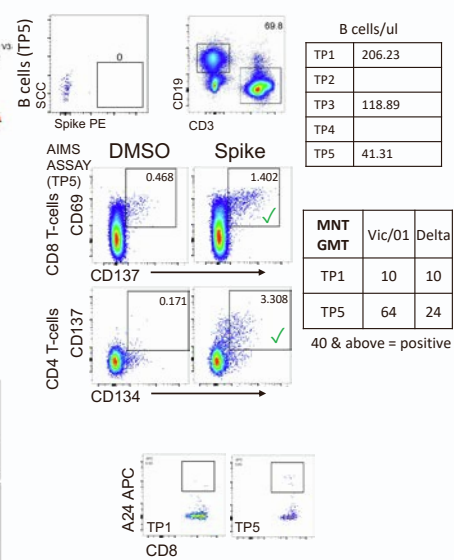 B cells (TP5)
SCC
V3
0
Spike PE
69.8
CD19
CD3
B cells/ul
TP1 206.23
TP2
TP3 118.89
TP4
TP5 41.31
AIMS
ASSAY
(TP5)
DMSO Spike
CD8 T-cells
CD69
0.468
1.402
✓
CD137
CD4 T-cells
CD137
0.171
3.308
✓
CD134
MNT GMT Vic/01 Delta
TP1 10 10
TP5 64 24
40 & above = positive
A24 APC
TP1
TP5
CD8